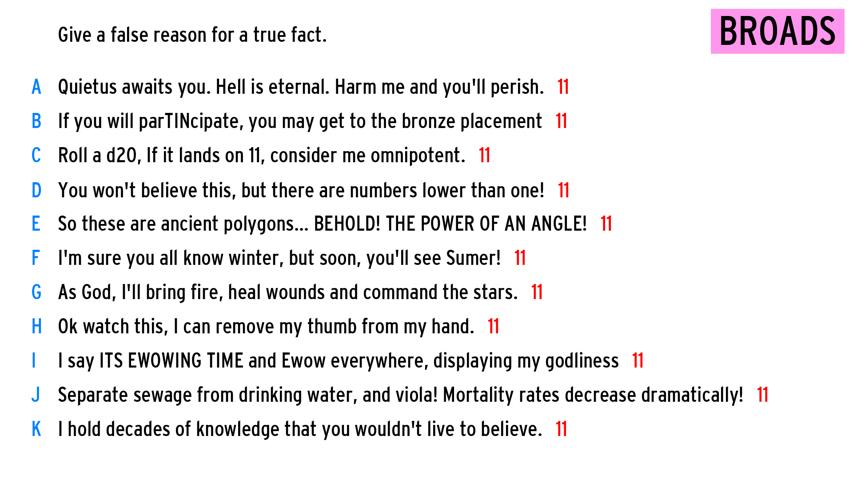 Give a false reason for a true fact.
BROADS
A Quietus awaits you. Hell is eternal. Harm me and you'll perish. 11
B If you will parTINcipate, you may get to the bronze placement 11
C Roll a d20, If it lands on 11, consider me omnipotent. 11
D You won't believe this, but there are numbers lower than one! 11
E So these are ancient polygons... BEHOLD! THE POWER OF AN ANGLE! 11
F I'm sure you all know winter, but soon, you'll see Sumer! 11
G As God, I'll bring fire, heal wounds and command the stars. 11
H Ok watch this, I can remove my thumb from my hand. 11
I I say ITS EWOWING TIME and Ewow everywhere, displaying my godliness 11
J Separate sewage from drinking water, and viola! Mortality rates decrease dramatically! 11
K I hold decades of knowledge that you wouldn't live to believe. 11